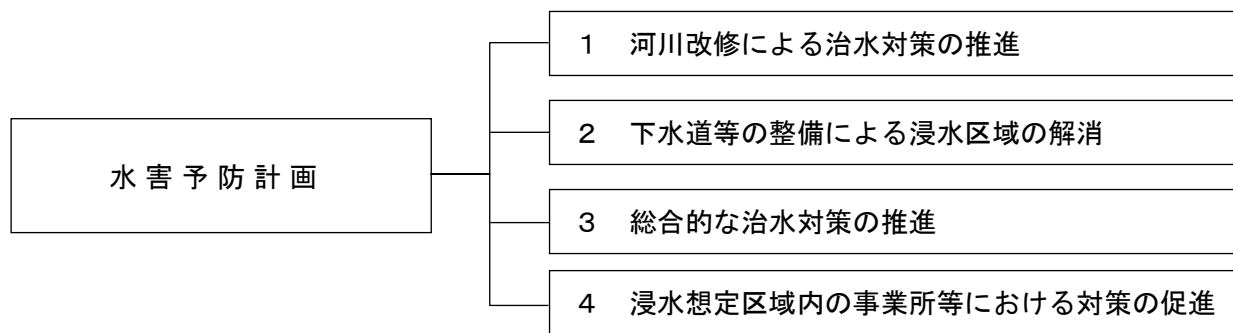 水害予防計画
１　河川改修による治水対策の推進
２　下水道等の整備による浸水区域の解消
３　総合的な治水対策の推進
４　浸水想定区域内の事業所等における対策の促進